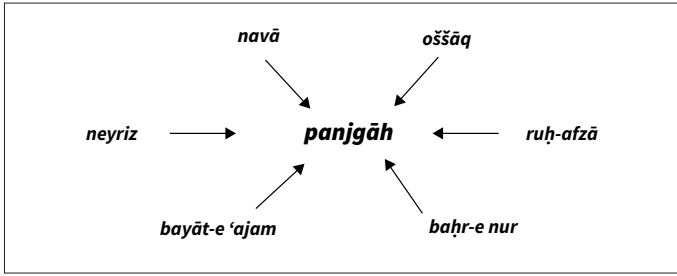 navā
oššāq
neyriz
panjgāh
ruḥ-afzā
bayāt-e ‘ajam
baḥr-e nur